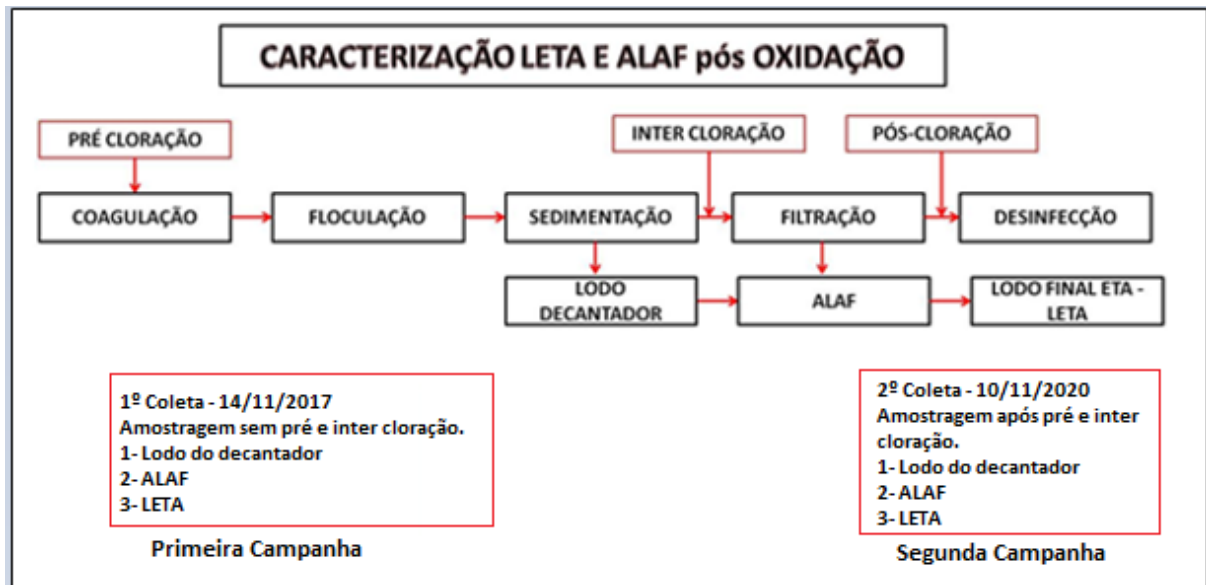 CARACTERIZAÇÃO LETA E ALAF pós OXIDAÇÃO
PRÉ CLORAÇÃO
INTER CLORAÇÃO
PÓS-CLORAÇÃO
COAGULAÇÃO
FLOCULAÇÃO
SEDIMENTAÇÃO
FILTRAÇÃO
DESINFECÇÃO
LODO
DECANTADOR
ALAF
LODO FINAL ETA -
LETA
1º Coleta - 14/11/2017
Amostragem sem pré e inter cloração.
1- Lodo do decantador
2- ALAF
3- LETA
Primeira Campanha
2º Coleta - 10/11/2020
Amostragem após pré e inter
cloração.
1- Lodo do decantador
2- ALAF
3- LETA
Segunda Campanha